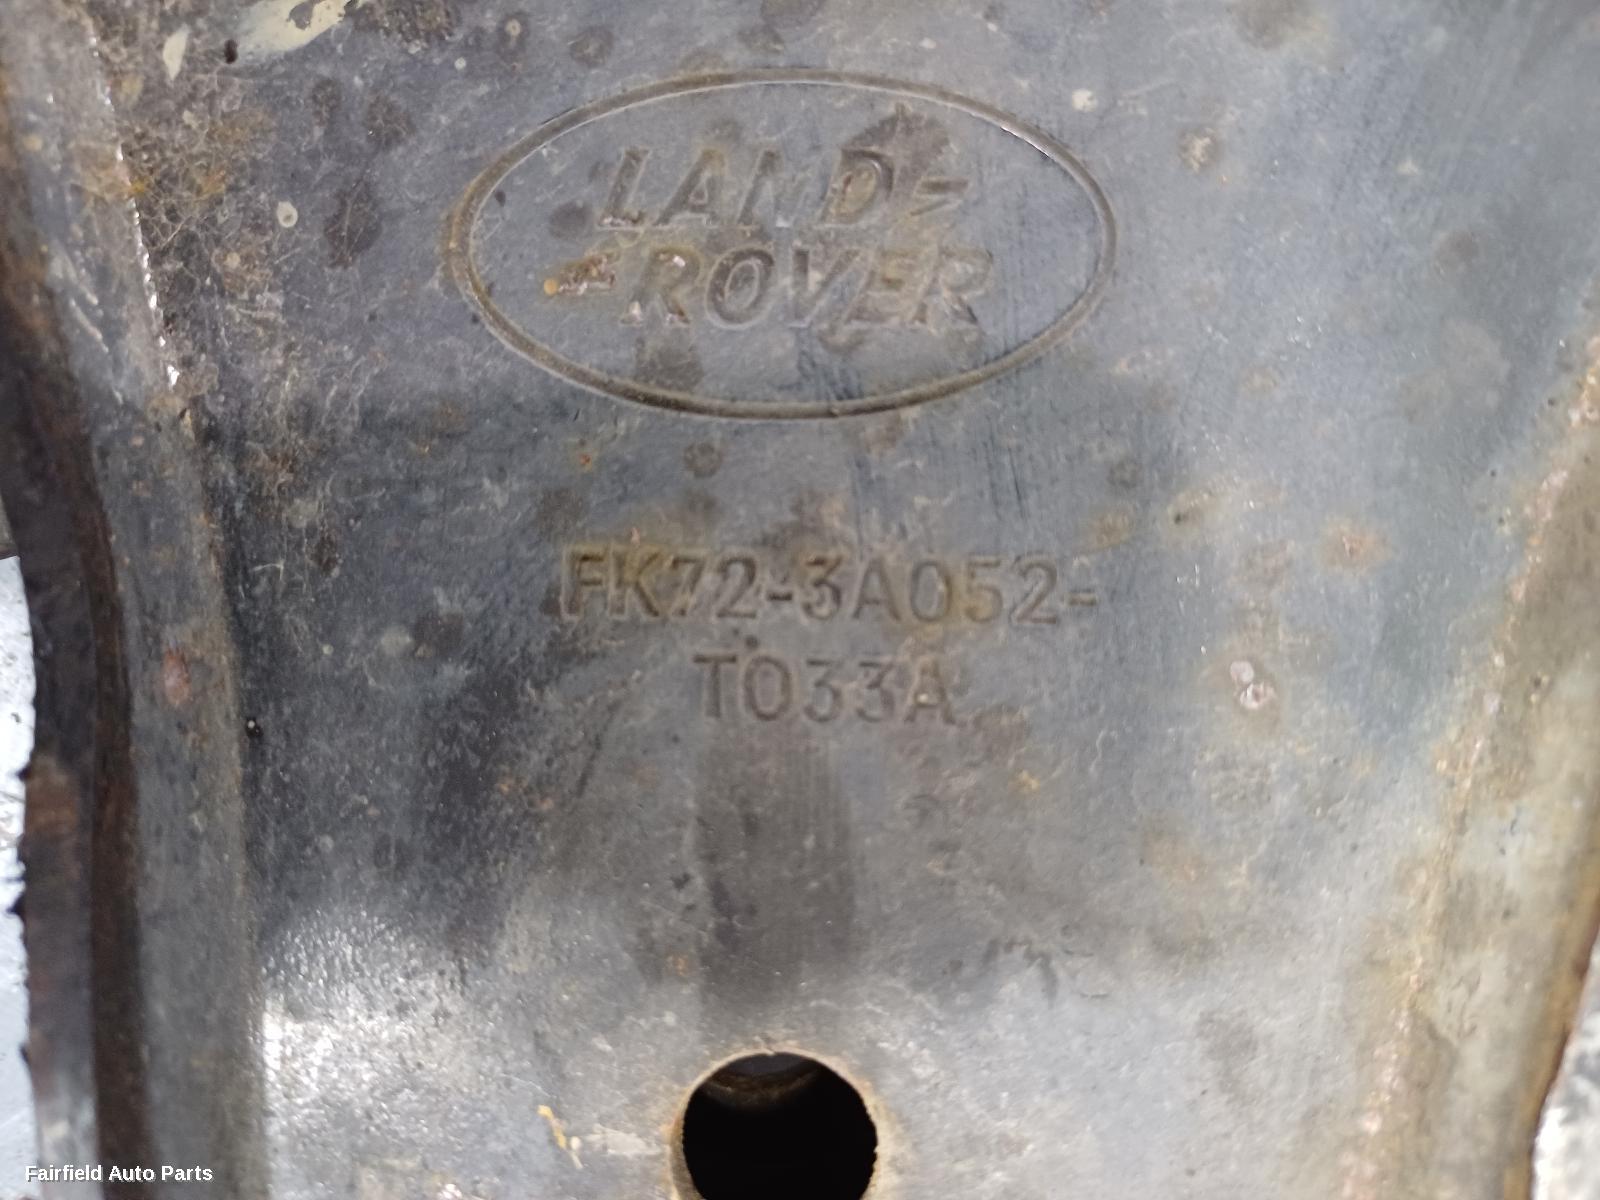 LAND-
-ROVER
FK72-3A052-
T033A
Fairfield Auto Parts